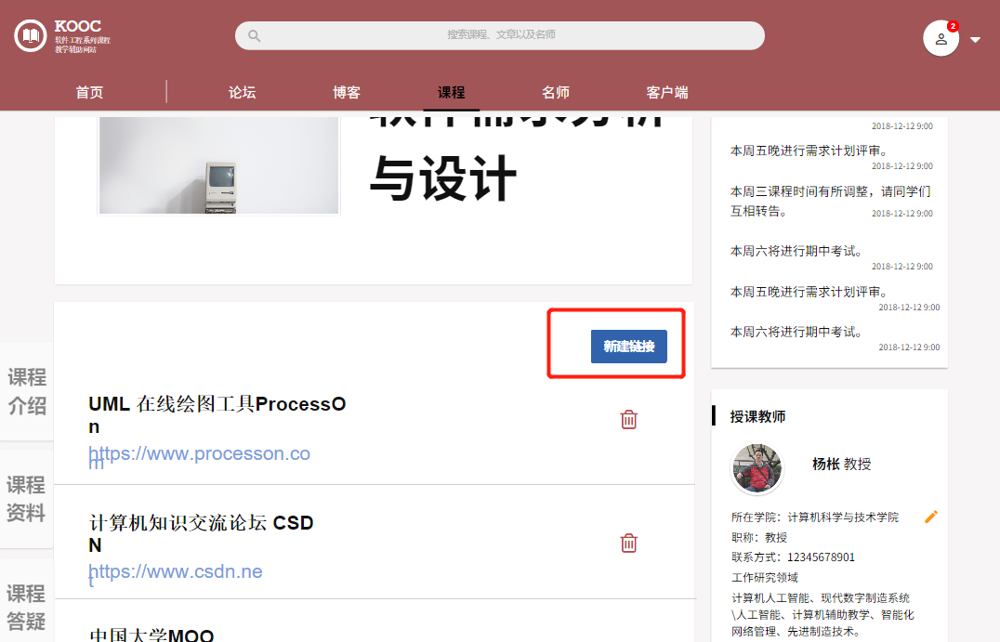 KOOC
软件工程系列课程
教学辅助网站
搜索课程、文章以及名师
2
首页
论坛
博客
课程
名师
客户端
软件需求分析
与设计
2018-12-12 9:00
本周五晚进行需求计划评审。
2018-12-12 9:00
本周三课程时间有所调整，请同学们
互相转告。
2018-12-12 9:00
本周六将进行期中考试。
2018-12-12 9:00
本周五晚进行需求计划评审。
2018-12-12 9:00
本周六将进行期中考试。
2018-12-12 9:00
新建链接
课程
介绍
课程
资料
课程
答疑
UML 在线绘图工具ProcessO
n
https://www.processon.co
m
计算机知识交流论坛 CSD
N
https://www.csdn.ne
t
中国大学MOO
授课教师
杨枨 教授
所在学院：计算机科学与技术学院
职称：教授
联系方式：12345678901
工作研究领域
计算机人工智能、现代数字制造系统
\人工智能、计算机辅助教学、智能化
网络管理、先进制造技术。